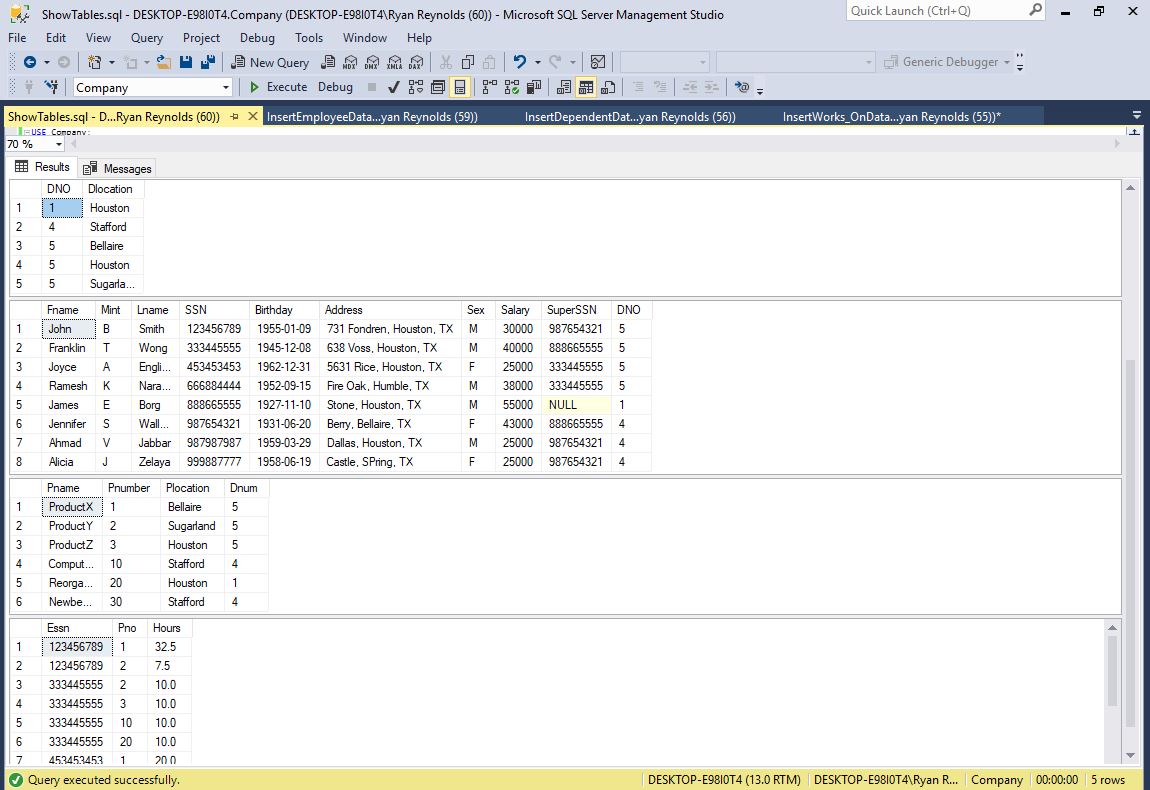 ShowTables.sql - DESKTOP-E98I0T4.Company (DESKTOP-E98I0T4\Ryan Reynolds (60)) - Microsoft SQL Server Management Studio
Quick Launch (Ctrl+Q)
File Edit View Query Project Debug Tools Window Help
New Query MDX DMX XMLA DAX Generic Debugger
Company Execute Debug
ShowTables.sql - D...Ryan Reynolds (60)) InsertEmployeeData...yan Reynolds (59)) InsertDependentDat...yan Reynolds (56)) InsertWorks_OnData...yan Reynolds (55))*
USE Company;
70 %
Results Messages
DNO Dlocation
1 1 Houston
2 4 Stafford
3 5 Bellaire
4 5 Houston
5 5 Sugarla...
Fname Mint Lname SSN Birthday Address Sex Salary SuperSSN DNO
1 John B Smith 123456789 1955-01-09 731 Fondren, Houston, TX M 30000 987654321 5
2 Franklin T Wong 333445555 1945-12-08 638 Voss, Houston, TX M 40000 888665555 5
3 Joyce A Engli... 453453453 1962-12-31 5631 Rice, Houston, TX F 25000 333445555 5
4 Ramesh K Nara... 666884444 1952-09-15 Fire Oak, Humble, TX M 38000 333445555 5
5 James E Borg 888665555 1927-11-10 Stone, Houston, TX M 55000 NULL 1
6 Jennifer S Wall... 987654321 1931-06-20 Berry, Bellaire, TX F 43000 888665555 4
7 Ahmad V Jabbar 987987987 1959-03-29 Dallas, Houston, TX M 25000 987654321 4
8 Alicia J Zelaya 999887777 1958-06-19 Castle, SPring, TX F 25000 987654321 4
Pname Pnumber Plocation Dnum
1 ProductX 1 Bellaire 5
2 ProductY 2 Sugarland 5
3 ProductZ 3 Houston 5
4 Comput... 10 Stafford 4
5 Reorga... 20 Houston 1
6 Newbe... 30 Stafford 4
Essn Pno Hours
1 123456789 1 32.5
2 123456789 2 7.5
3 333445555 2 10.0
4 333445555 3 10.0
5 333445555 10 10.0
6 333445555 20 10.0
7 453453453 1 20.0
Query executed successfully. DESKTOP-E98I0T4 (13.0 RTM) DESKTOP-E98I0T4\Ryan R... Company 00:00:00 5 rows